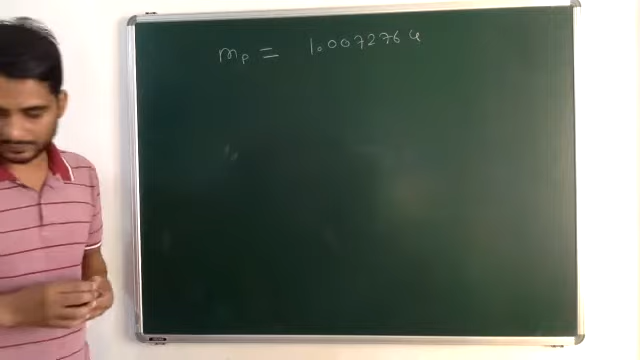 mₚ = 1.007276 u